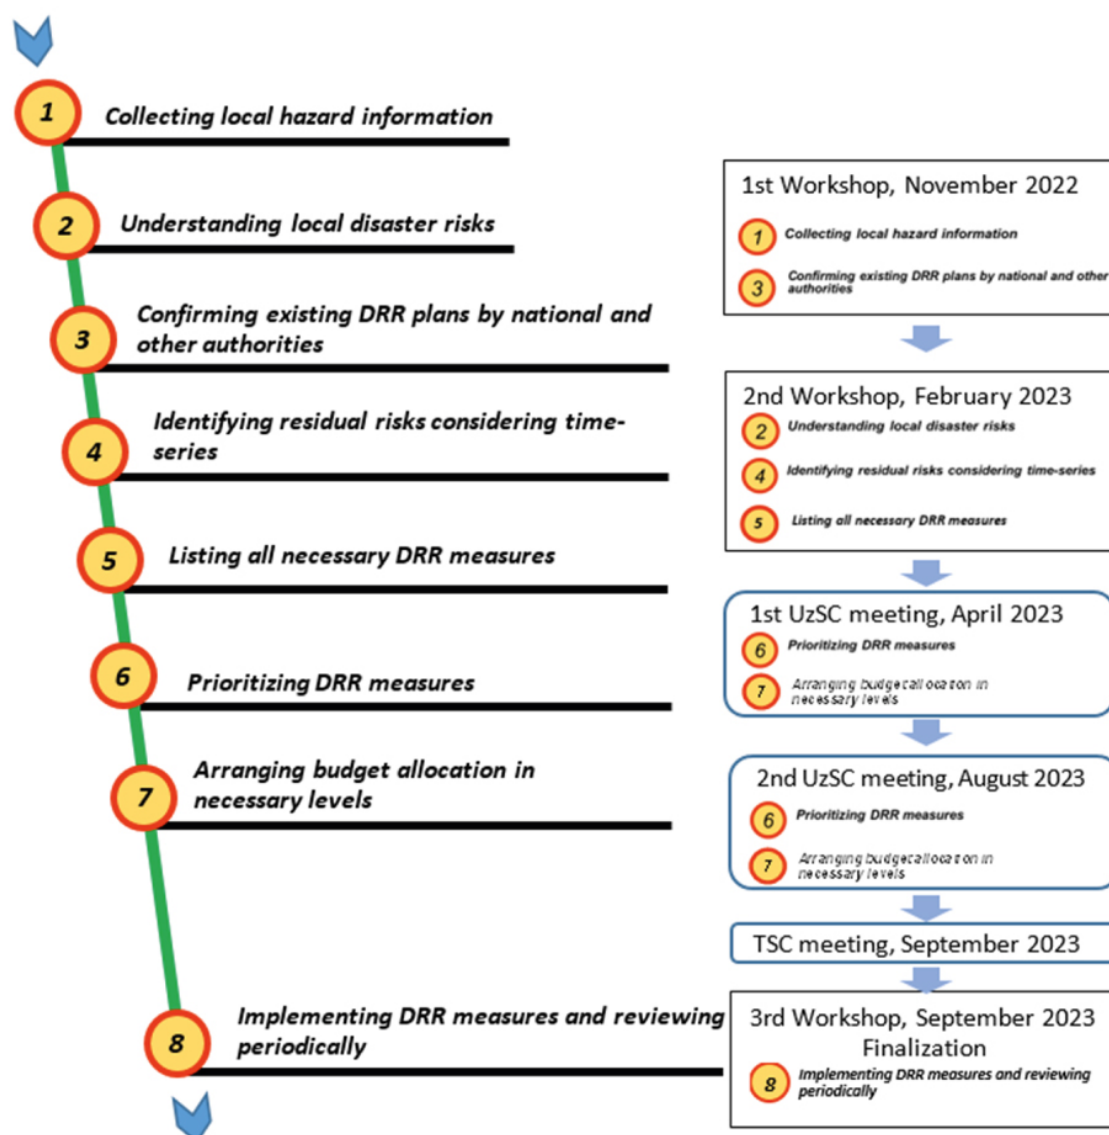 1
Collecting local hazard information
2
Understanding local disaster risks
3
Confirming existing DRR plans by national and
other authorities
4
Identifying residual risks considering time-
series
5
Listing all necessary DRR measures
6
Prioritizing DRR measures
7
Arranging budget allocation in
necessary levels
8
Implementing DRR measures and reviewing
periodically
1st Workshop, November 2022
1
Collecting local hazard information
3
Confirming existing DRR plans by national and other
authorities
2nd Workshop, February 2023
2
Understanding local disaster risks
4
Identifying residual risks considering time-series
5
Listing all necessary DRR measures
1st UzSC meeting, April 2023
6
Prioritizing DRR measures
7
Arranging budget allocation in
necessary levels
2nd UzSC meeting, August 2023
6
Prioritizing DRR measures
7
Arranging budget allocation in
necessary levels
TSC meeting, September 2023
3rd Workshop, September 2023
Finalization
8
Implementing DRR measures and reviewing
periodically